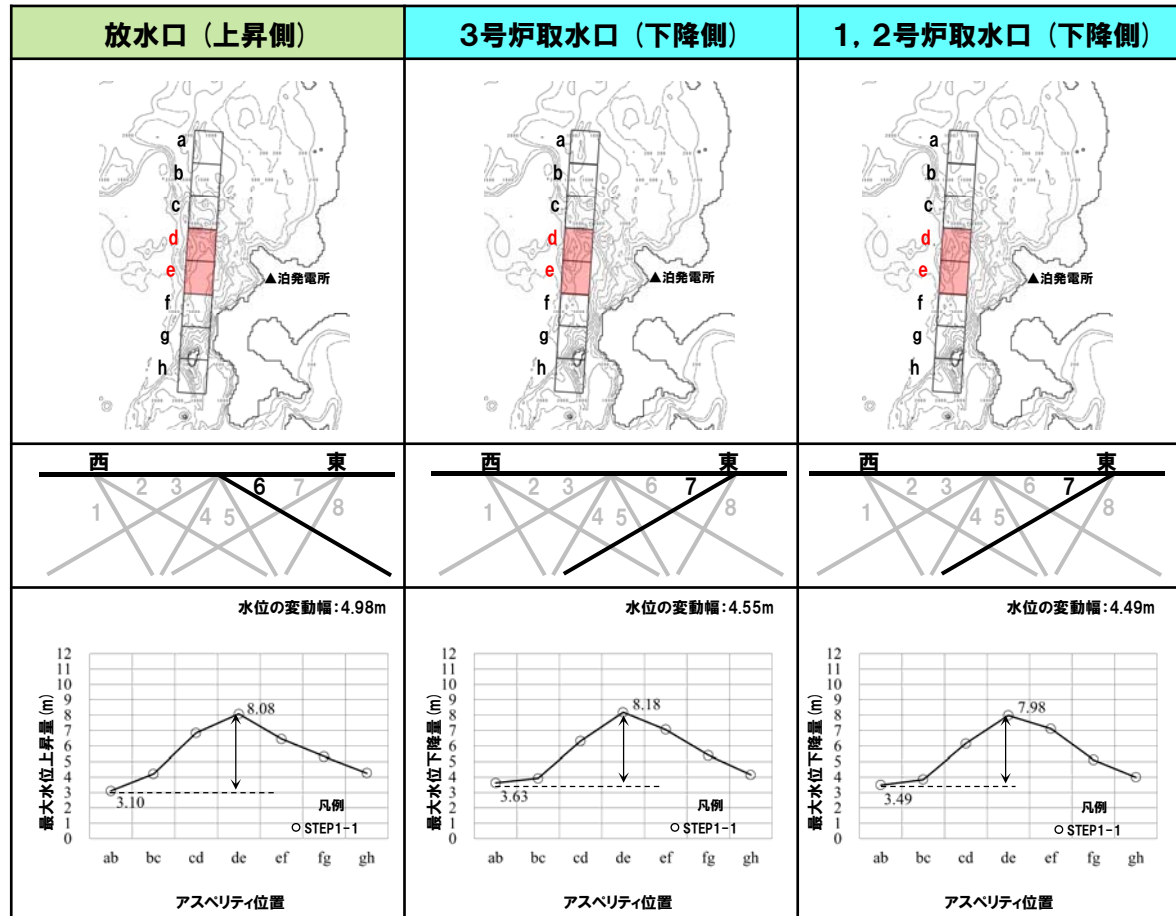 放水口（上昇側）
3号炉取水口（下降側）
1，2号炉取水口（下降側）
a
b
c
d
e
f
g
h
▲泊発電所
a
b
c
d
e
f
g
h
▲泊発電所
a
b
c
d
e
f
g
h
▲泊発電所
西 東
1 2 3 4 5 6 7 8
西 東
1 2 3 4 5 6 7 8
西 東
1 2 3 4 5 6 7 8
水位の変動幅：4.98m
最大水位上昇量(m)
12
11
10
9
8
7
6
5
4
3
2
1
0
8.08
3.10
凡例
○ STEP1-1
ab bc cd de ef fg gh
アスペリティ位置
水位の変動幅：4.55m
最大水位下降量(m)
12
11
10
9
8
7
6
5
4
3
2
1
0
8.18
3.63
凡例
○ STEP1-1
ab bc cd de ef fg gh
アスペリティ位置
水位の変動幅：4.49m
最大水位下降量(m)
12
11
10
9
8
7
6
5
4
3
2
1
0
7.98
3.49
凡例
○ STEP1-1
ab bc cd de ef fg gh
アスペリティ位置